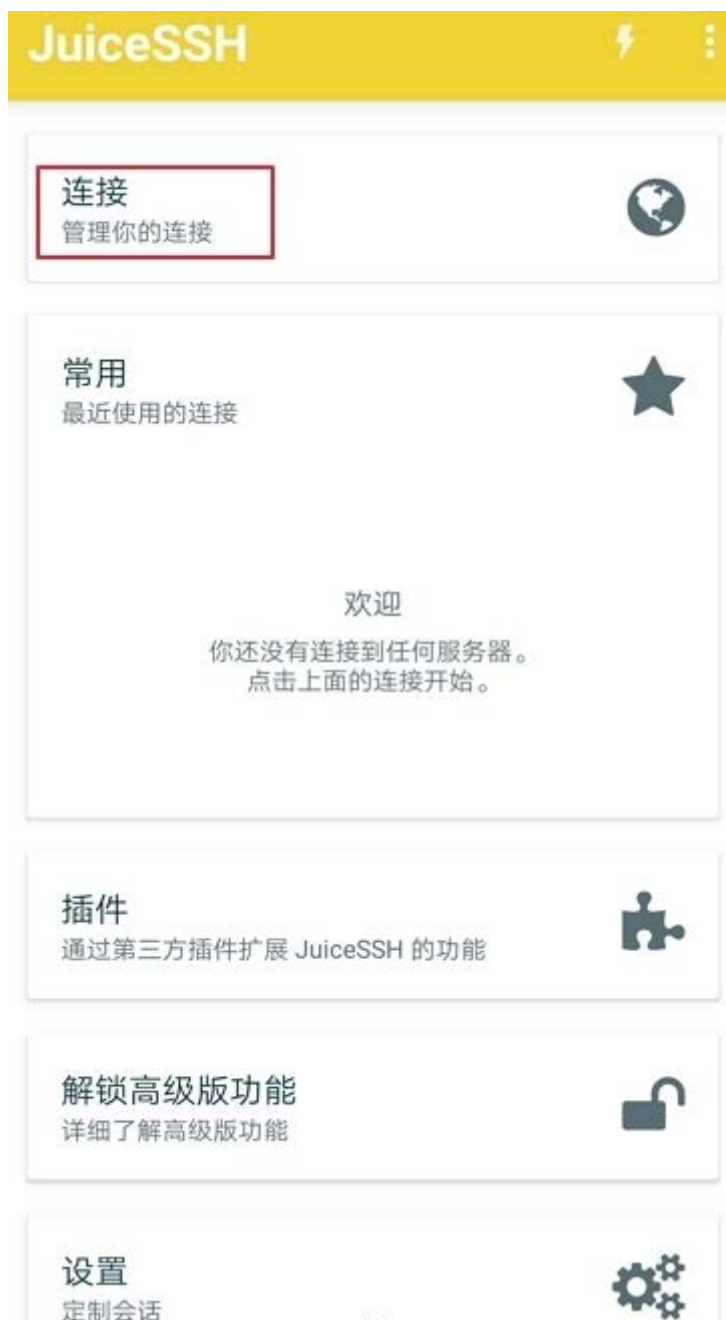 JuiceSSH
连接
管理你的连接
常用
最近使用的连接
欢迎
你还没有连接到任何服务器。
点击上面的连接开始。
插件
通过第三方插件扩展 JuiceSSH 的功能
解锁高级版功能
详细了解高级版功能
设置
定制会话